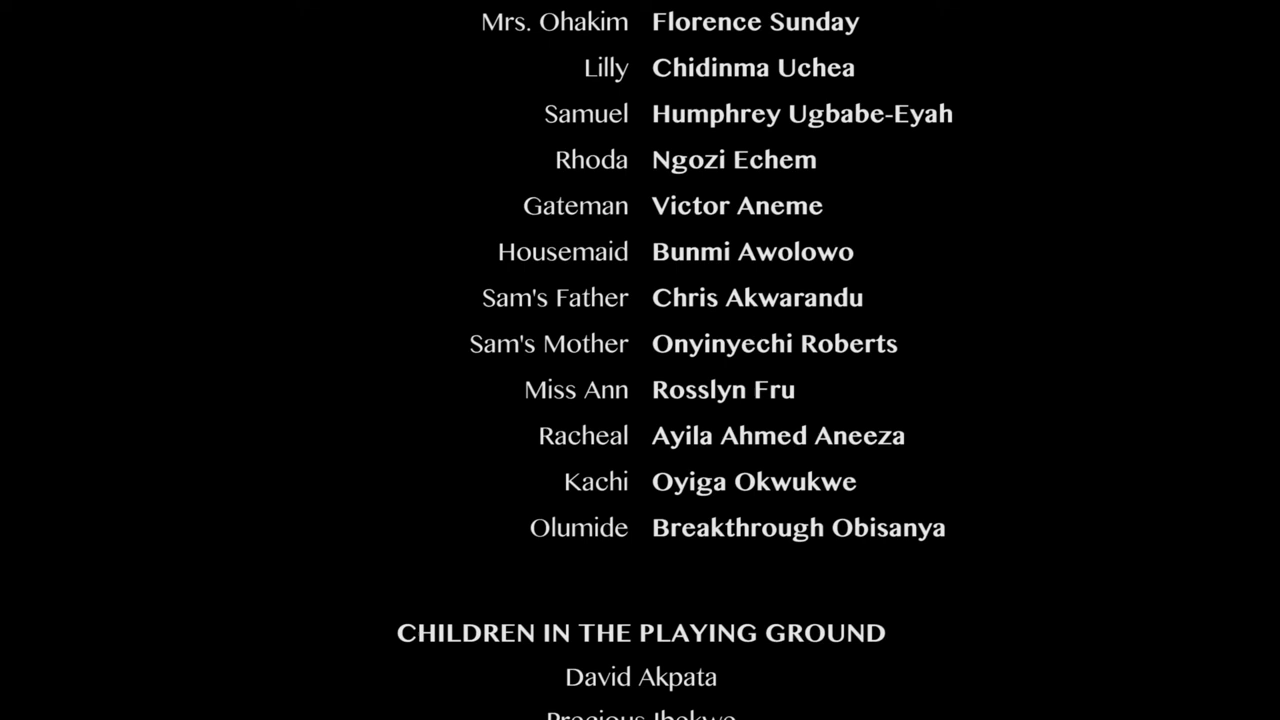 Mrs. Ohakim Florence Sunday
Lilly Chidinma Uchea
Samuel Humphrey Ugbabe-Eyah
Rhoda Ngozi Echem
Gateman Victor Aneme
Housemaid Bunmi Awolowo
Sam's Father Chris Akwarandu
Sam's Mother Onyinyechi Roberts
Miss Ann Rosslyn Fru
Racheal Ayila Ahmed Aneeza
Kachi Oyiga Okwukwe
Olumide Breakthrough Obisanya
CHILDREN IN THE PLAYING GROUND
David Akpata
Precious Ibekwe